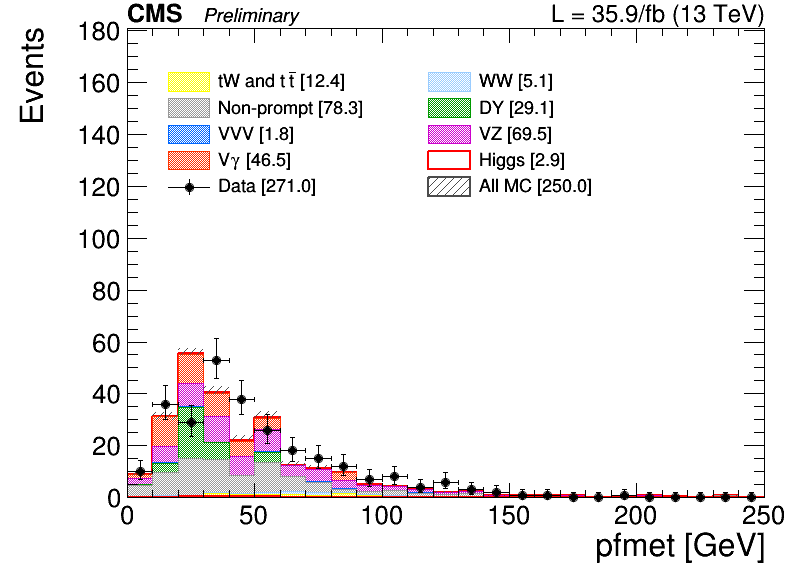 CMS Preliminary L = 35.9/fb (13 TeV)
Events
180
160
140
120
100
80
60
40
20
0
tW and t t̄ [12.4] WW [5.1]
Non-prompt [78.3] DY [29.1]
VVV [1.8] VZ [69.5]
Vγ [46.5] Higgs [2.9]
Data [271.0] All MC [250.0]
0 50 100 150 200 250
pfmet [GeV]